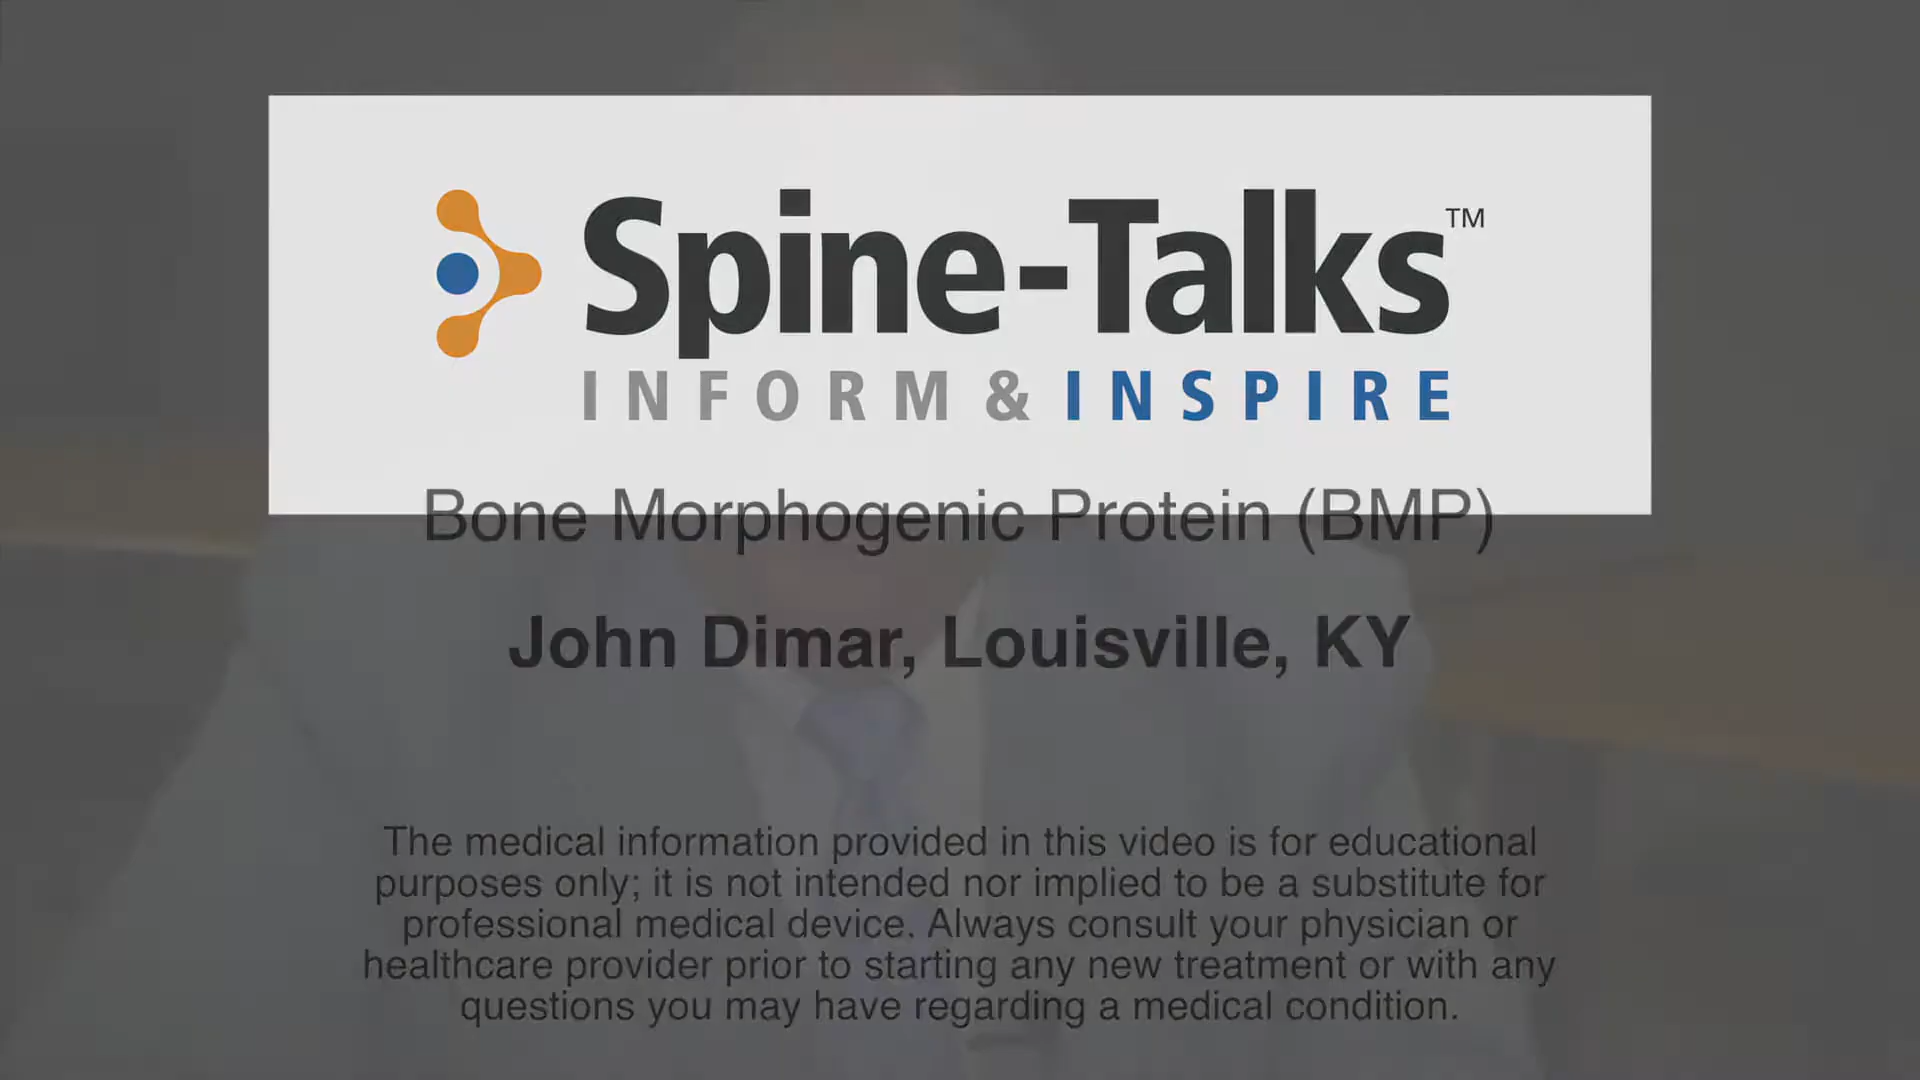 Spine-Talks™
INFORM & INSPIRE
Bone Morphogenic Protein (BMP)
John Dimar, Louisville, KY
The medical information provided in this video is for educational
purposes only; it is not intended nor implied to be a substitute for
professional medical device. Always consult your physician or
healthcare provider prior to starting any new treatment or with any
questions you may have regarding a medical condition.